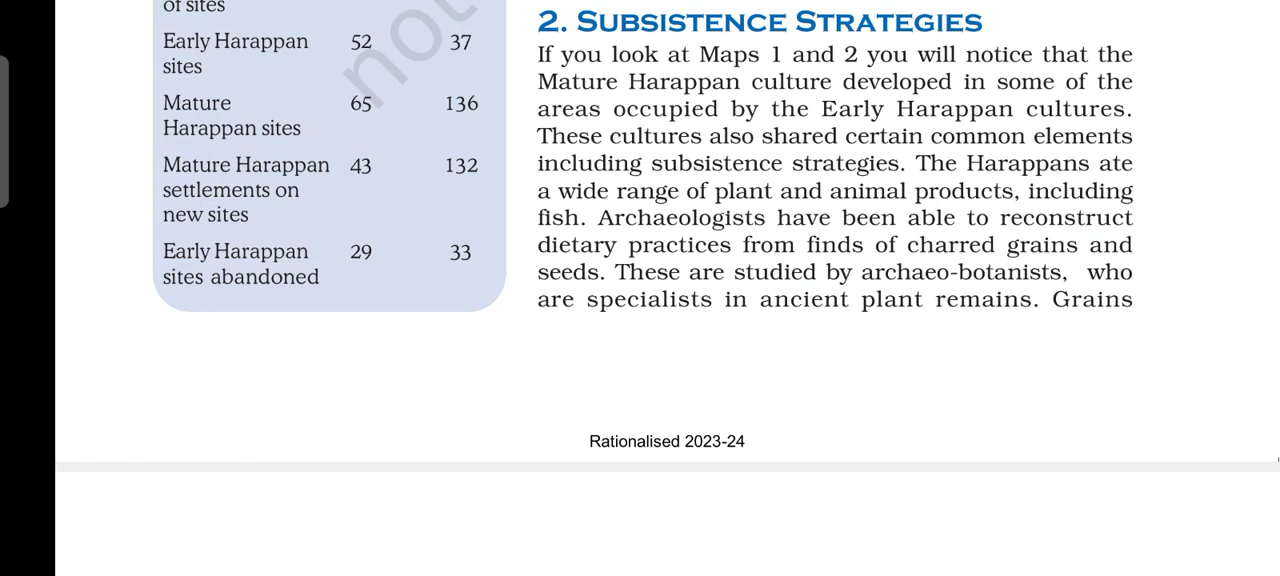 of sites
Early Harappan 52 37
sites
Mature 65 136
Harappan sites
Mature Harappan 43 132
settlements on
new sites
Early Harappan 29 33
sites abandoned
not
2. SUBSISTENCE STRATEGIES
If you look at Maps 1 and 2 you will notice that the
Mature Harappan culture developed in some of the
areas occupied by the Early Harappan cultures.
These cultures also shared certain common elements
including subsistence strategies. The Harappans ate
a wide range of plant and animal products, including
fish. Archaeologists have been able to reconstruct
dietary practices from finds of charred grains and
seeds. These are studied by archaeo-botanists, who
are specialists in ancient plant remains. Grains
Rationalised 2023-24